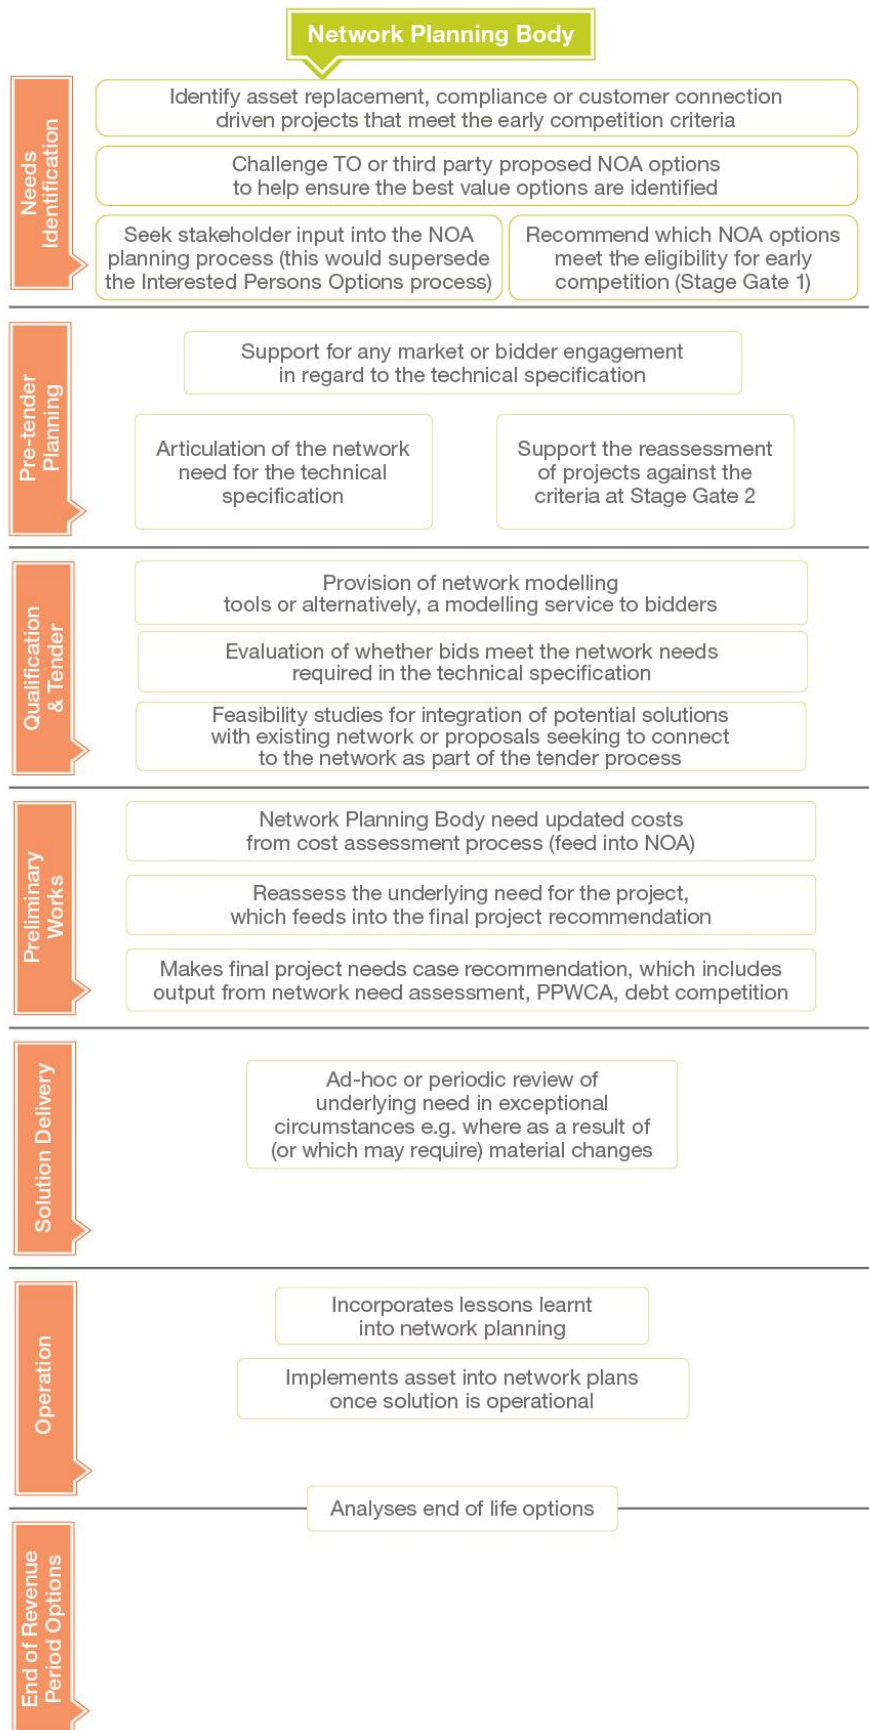 Network Planning Body
Needs
Identification
Identify asset replacement, compliance or customer connection
driven projects that meet the early competition criteria
Challenge TO or third party proposed NOA options
to help ensure the best value options are identified
Seek stakeholder input into the NOA
planning process (this would supersede
the Interested Persons Options process)
Recommend which NOA options
meet the eligibility for early
competition (Stage Gate 1)
Pre-tender
Planning
Support for any market or bidder engagement
in regard to the technical specification
Articulation of the network
need for the technical
specification
Support the reassessment
of projects against the
criteria at Stage Gate 2
Qualification
& Tender
Provision of network modelling
tools or alternatively, a modelling service to bidders
Evaluation of whether bids meet the network needs
required in the technical specification
Feasibility studies for integration of potential solutions
with existing network or proposals seeking to connect
to the network as part of the tender process
Preliminary
Works
Network Planning Body need updated costs
from cost assessment process (feed into NOA)
Reassess the underlying need for the project,
which feeds into the final project recommendation
Makes final project needs case recommendation, which includes
output from network need assessment, PPWCA, debt competition
Solution Delivery
Ad-hoc or periodic review of
underlying need in exceptional
circumstances e.g. where as a result of
(or which may require) material changes
Operation
Incorporates lessons learnt
into network planning
Implements asset into network plans
once solution is operational
Analyses end of life options
End of Revenue
Period Options